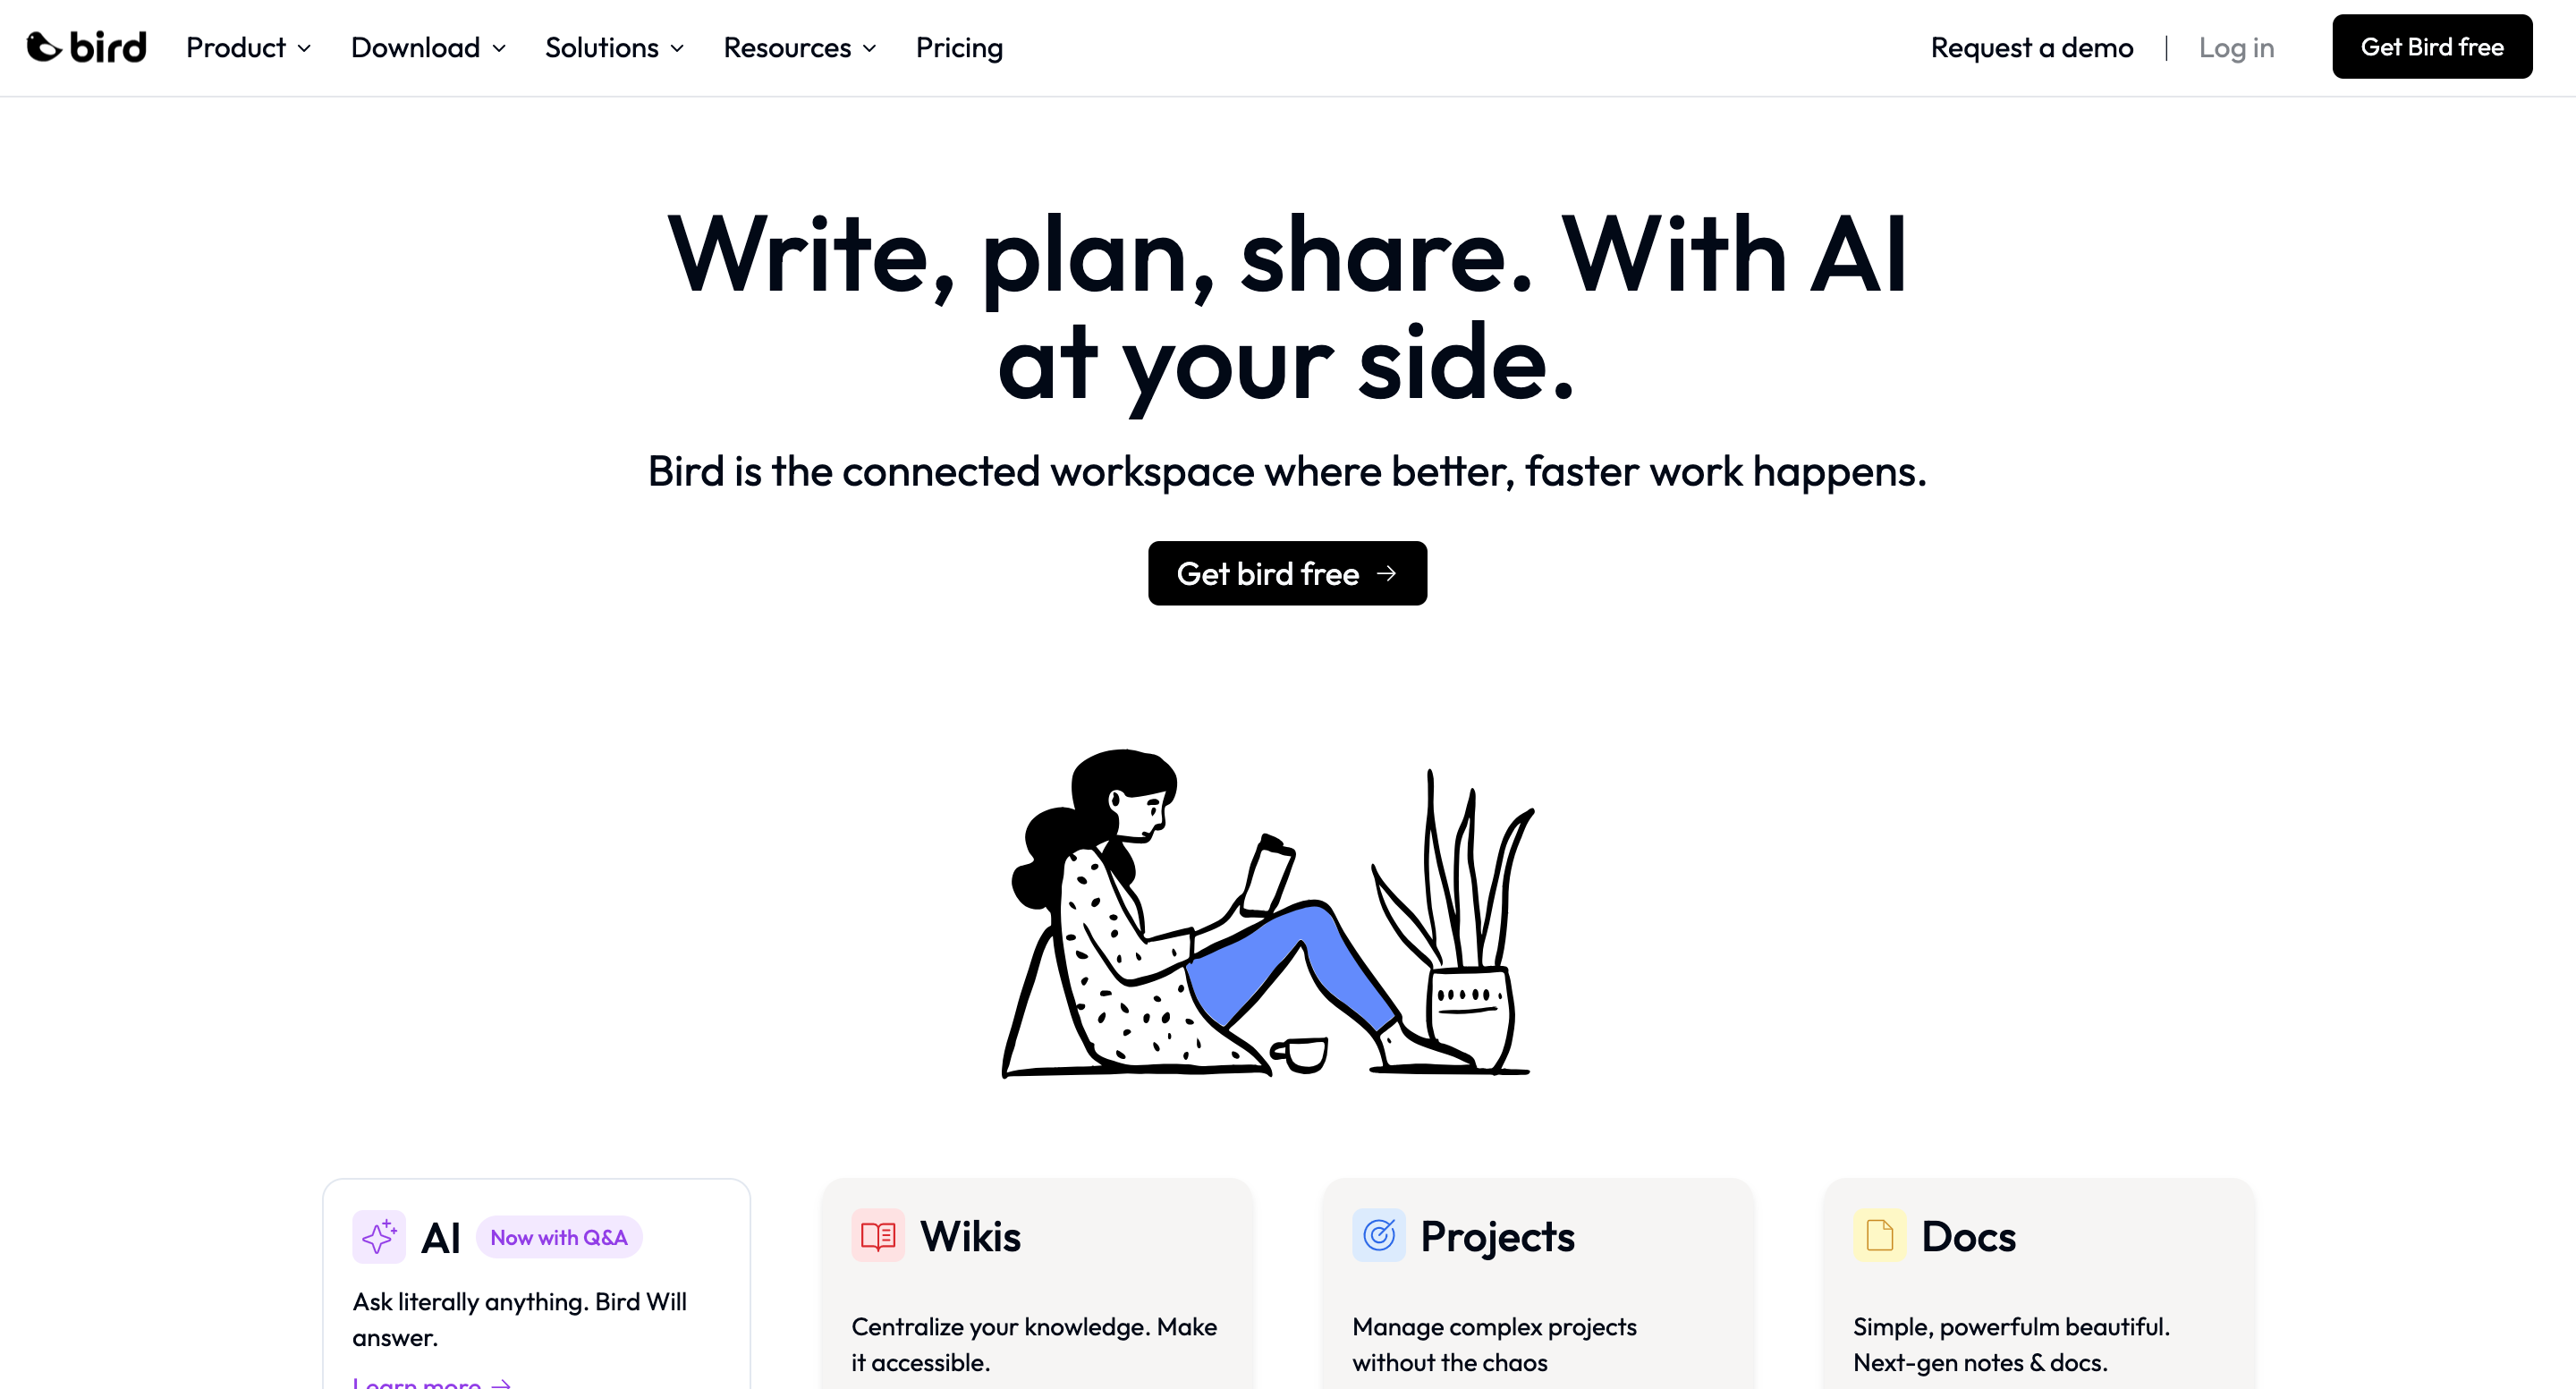 bird Product Download Solutions Resources Pricing Request a demo | Log in Get Bird free
Write, plan, share. With AI
at your side.
Bird is the connected workspace where better, faster work happens.
Get bird free →
AI Now with Q&A
Ask literally anything. Bird Will
answer.
Learn more →
Wikis
Centralize your knowledge. Make
it accessible.
Projects
Manage complex projects
without the chaos
Docs
Simple, powerfulm beautiful.
Next-gen notes & docs.